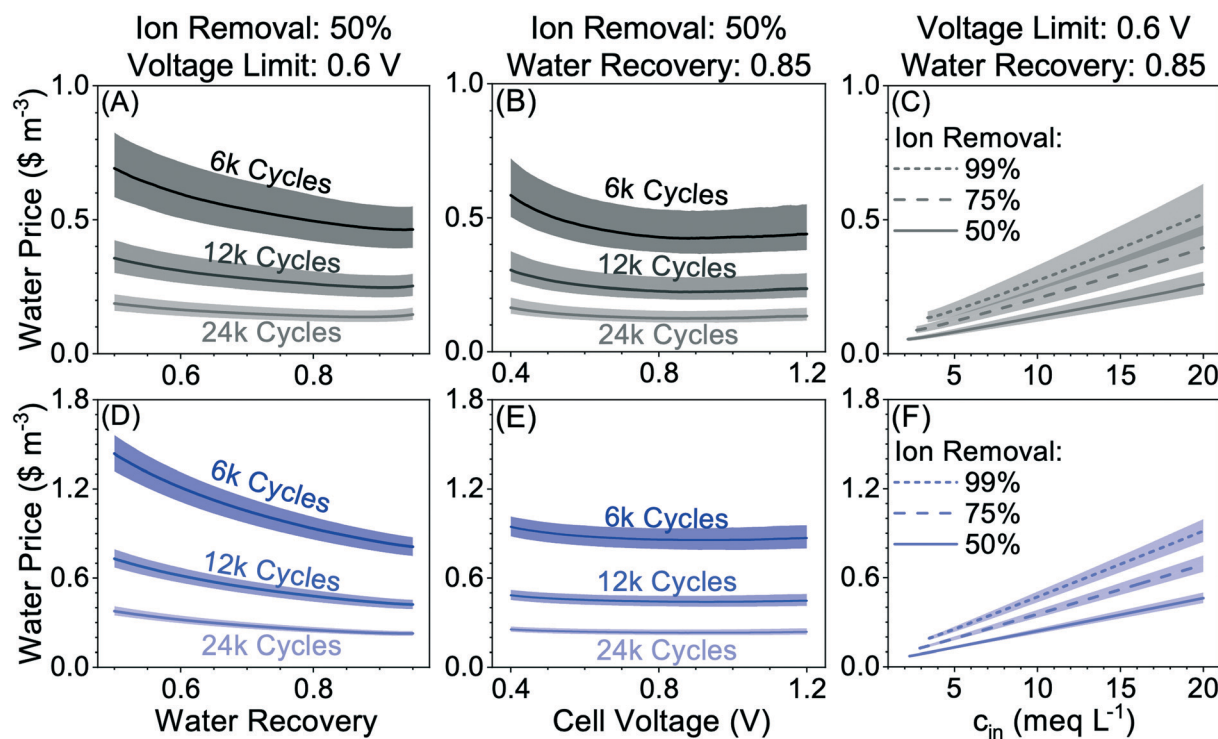 Ion Removal: 50%
Voltage Limit: 0.6 V
Ion Removal: 50%
Water Recovery: 0.85
Voltage Limit: 0.6 V
Water Recovery: 0.85
Water Price ($ m⁻³)
1.0
0.5
0.0
(A)
6k Cycles
12k Cycles
24k Cycles
0.6
0.8
1.0
0.5
0.0
(B)
6k Cycles
12k Cycles
24k Cycles
0.4
0.8
1.2
1.0
0.5
0.0
(C)
Ion Removal:
99%
75%
50%
5
10
15
20
Water Price ($ m⁻³)
1.8
1.2
0.6
0.0
(D)
6k Cycles
12k Cycles
24k Cycles
0.6
0.8
Water Recovery
1.8
1.2
0.6
0.0
(E)
6k Cycles
12k Cycles
24k Cycles
0.4
0.8
1.2
Cell Voltage (V)
1.8
1.2
0.6
0.0
(F)
Ion Removal:
99%
75%
50%
5
10
15
20
c_in (meq L⁻¹)